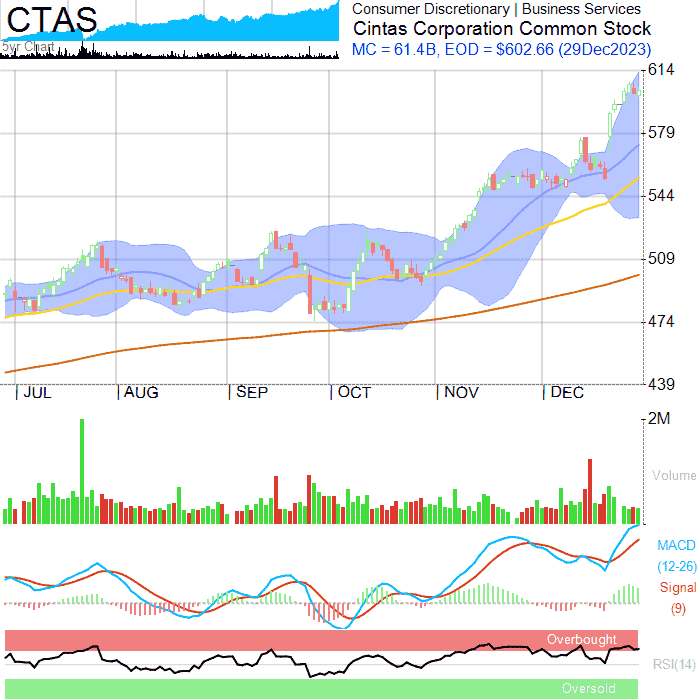 CTAS
5yr Chart
Consumer Discretionary | Business Services
Cintas Corporation Common Stock
MC = 61.4B, EOD = $602.66 (29Dec2023)
614
579
544
509
474
439
JUL AUG SEP OCT NOV DEC
2M
Volume
MACD
(12-26)
Signal
(9)
Overbought
RSI(14)
Oversold